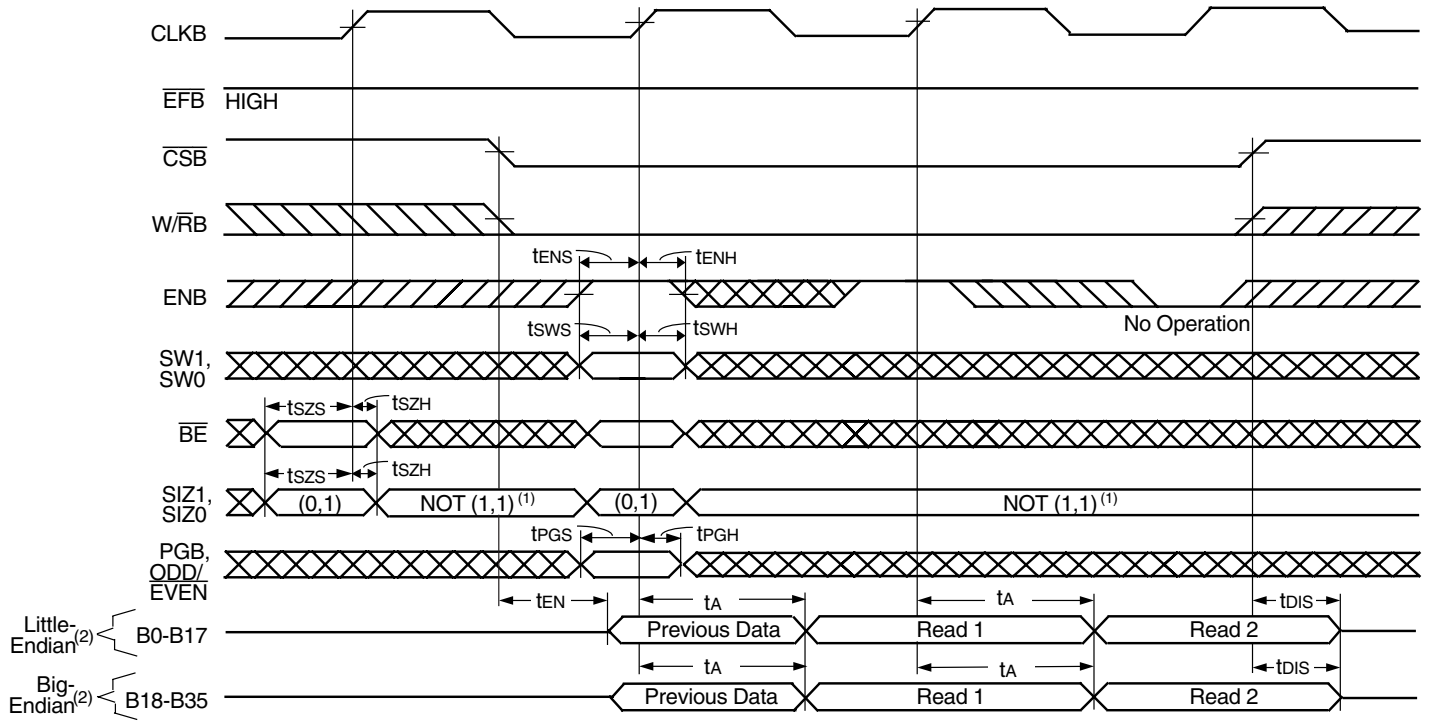 CLKB
EFB HIGH
CSB
W/RB
tENS tENH
ENB
No Operation
tSWS tSWH
SW1,
SW0
tSZS tSZH
BE
tSZS tSZH
SIZ1,
SIZ0
(0,1) NOT (1,1) (1) (0,1) NOT (1,1) (1)
tPGS tPGH
PGB,
ODD/
EVEN
tEN tA tA tDIS
Little-
Endian(2) B0-B17 Previous Data Read 1 Read 2
tA tA tDIS
Big-
Endian(2) B18-B35 Previous Data Read 1 Read 2